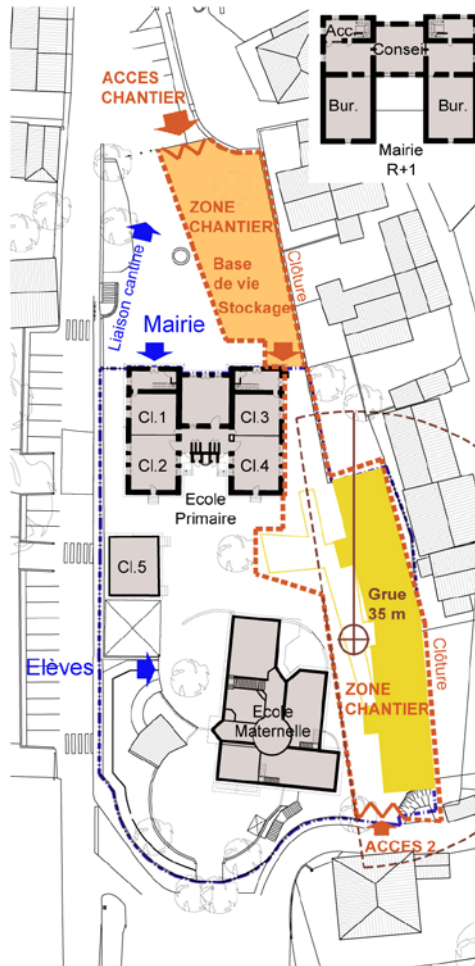 Acc.
Consei
Bur.
Bur.
Mairie
R+1
ACCES
CHANTIER
ZONE
CHANTIER
Base
de vie
Stockage
Clôture
Liaison cantine
Mairie
Cl.1
Cl.3
Cl.2
Cl.4
Ecole
Primaire
Cl.5
Grue
35 m
Clôture
Elèves
ZONE
CHANTIER
Ecole
Maternelle
ACCES 2